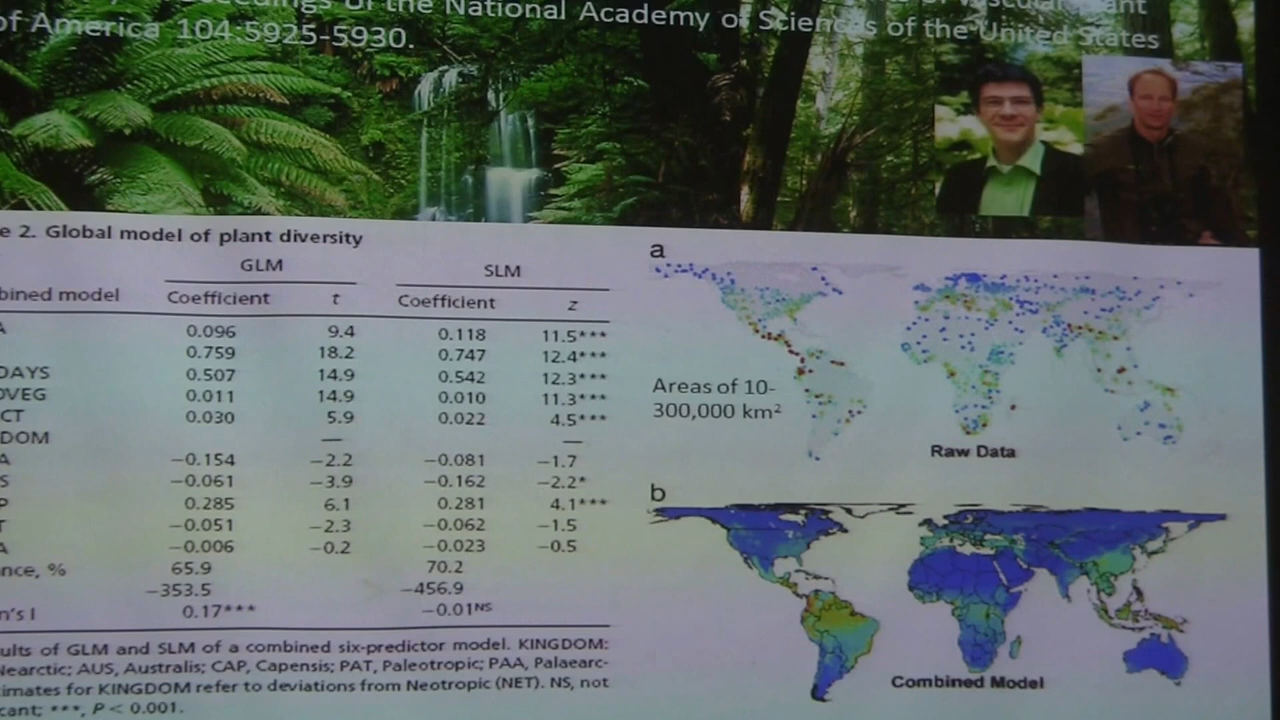 of the National Academy of Sciences of the United States
of America 104:5925-5930.
e 2. Global model of plant diversity
GLM SLM
bined model Coefficient t Coefficient z
A 0.096 9.4 0.118 11.5***
0.759 18.2 0.747 12.4***
DAYS 0.507 14.9 0.542 12.3***
OVEG 0.011 14.9 0.010 11.3***
CT 0.030 5.9 0.022 4.5***
DOM — —
A −0.154 −2.2 −0.081 −1.7
S −0.061 −3.9 −0.162 −2.2*
P 0.285 6.1 0.281 4.1***
T −0.051 −2.3 −0.062 −1.5
A −0.006 −0.2 −0.023 −0.5
nce, % 65.9 70.2
−353.5 −456.9
n's I 0.17*** −0.01NS
ults of GLM and SLM of a combined six-predictor model. KINGDOM:
Nearctic; AUS, Australis; CAP, Capensis; PAT, Paleotropic; PAA, Palaearc-
imates for KINGDOM refer to deviations from Neotropic (NET). NS, not
cant; ***, P < 0.001.
a
Areas of 10-
300,000 km²
Raw Data
b
Combined Model